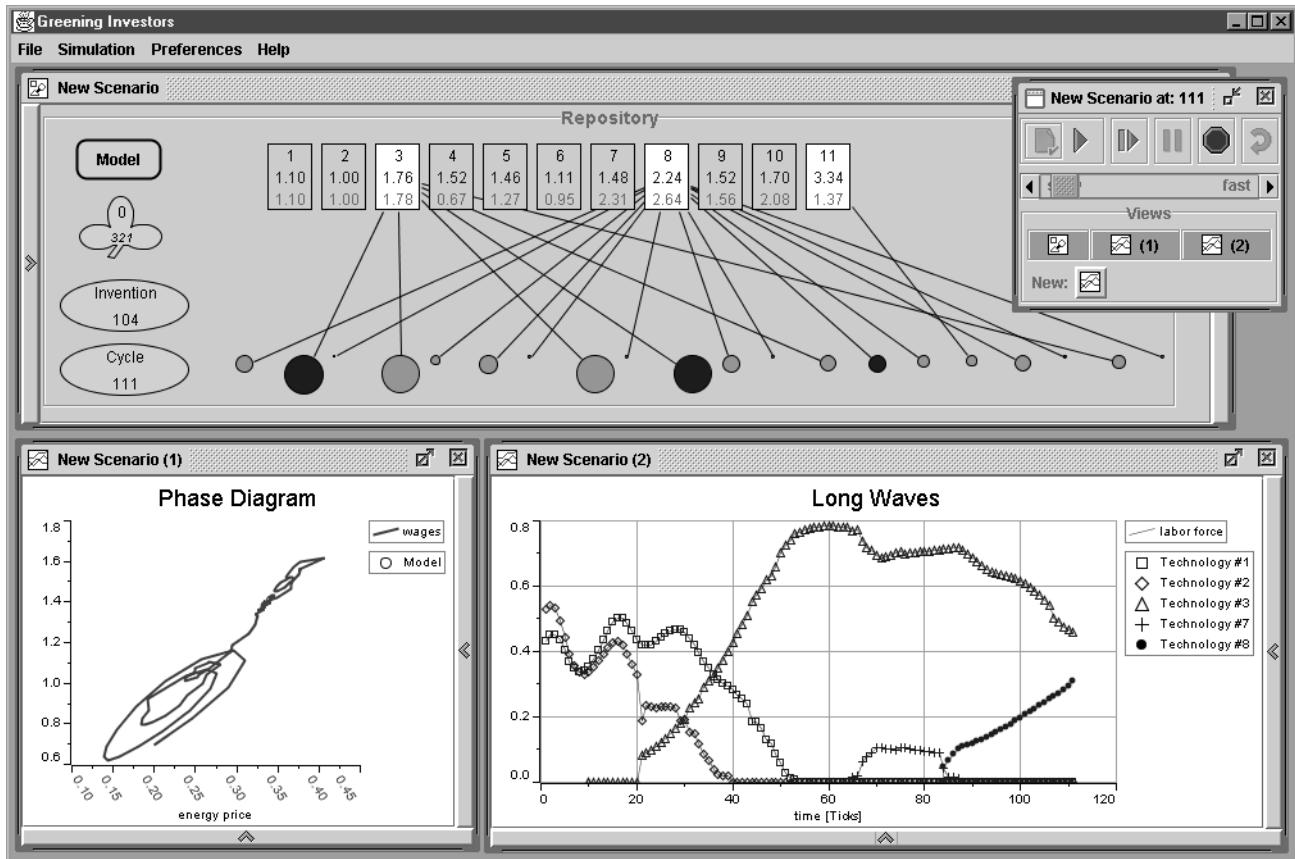 Greening Investors
File Simulation Preferences Help
New Scenario
New Scenario at: 111
Repository
Model
0
321
Invention
104
Cycle
111
1 2 3 4 5 6 7 8 9 10 11
1.10 1.00 1.76 1.52 1.46 1.11 1.48 2.24 1.52 1.70 3.34
1.10 1.00 1.78 0.67 1.27 0.95 2.31 2.64 1.56 2.08 1.37
fast
Views
(1) (2)
New:
New Scenario (1)
Phase Diagram
1.8
1.6
1.4
1.2
1.0
0.8
0.6
0.10 0.15 0.20 0.25 0.30 0.35 0.40 0.45
energy price
wages
Model
New Scenario (2)
Long Waves
0.8
0.6
0.4
0.2
0.0
0 20 40 60 80 100 120
time [Ticks]
labor force
Technology #1
Technology #2
Technology #3
Technology #7
Technology #8